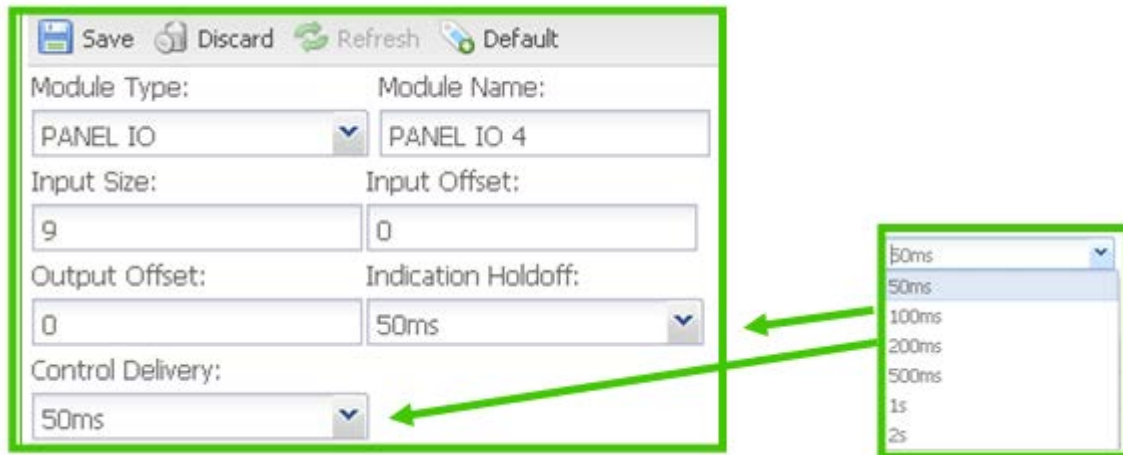 Save Discard Refresh Default
Module Type: Module Name:
PANEL IO PANEL IO 4
Input Size: Input Offset:
9 0
Output Offset: Indication Holdoff:
0 50ms
Control Delivery:
50ms
50ms
50ms
100ms
200ms
500ms
1s
2s